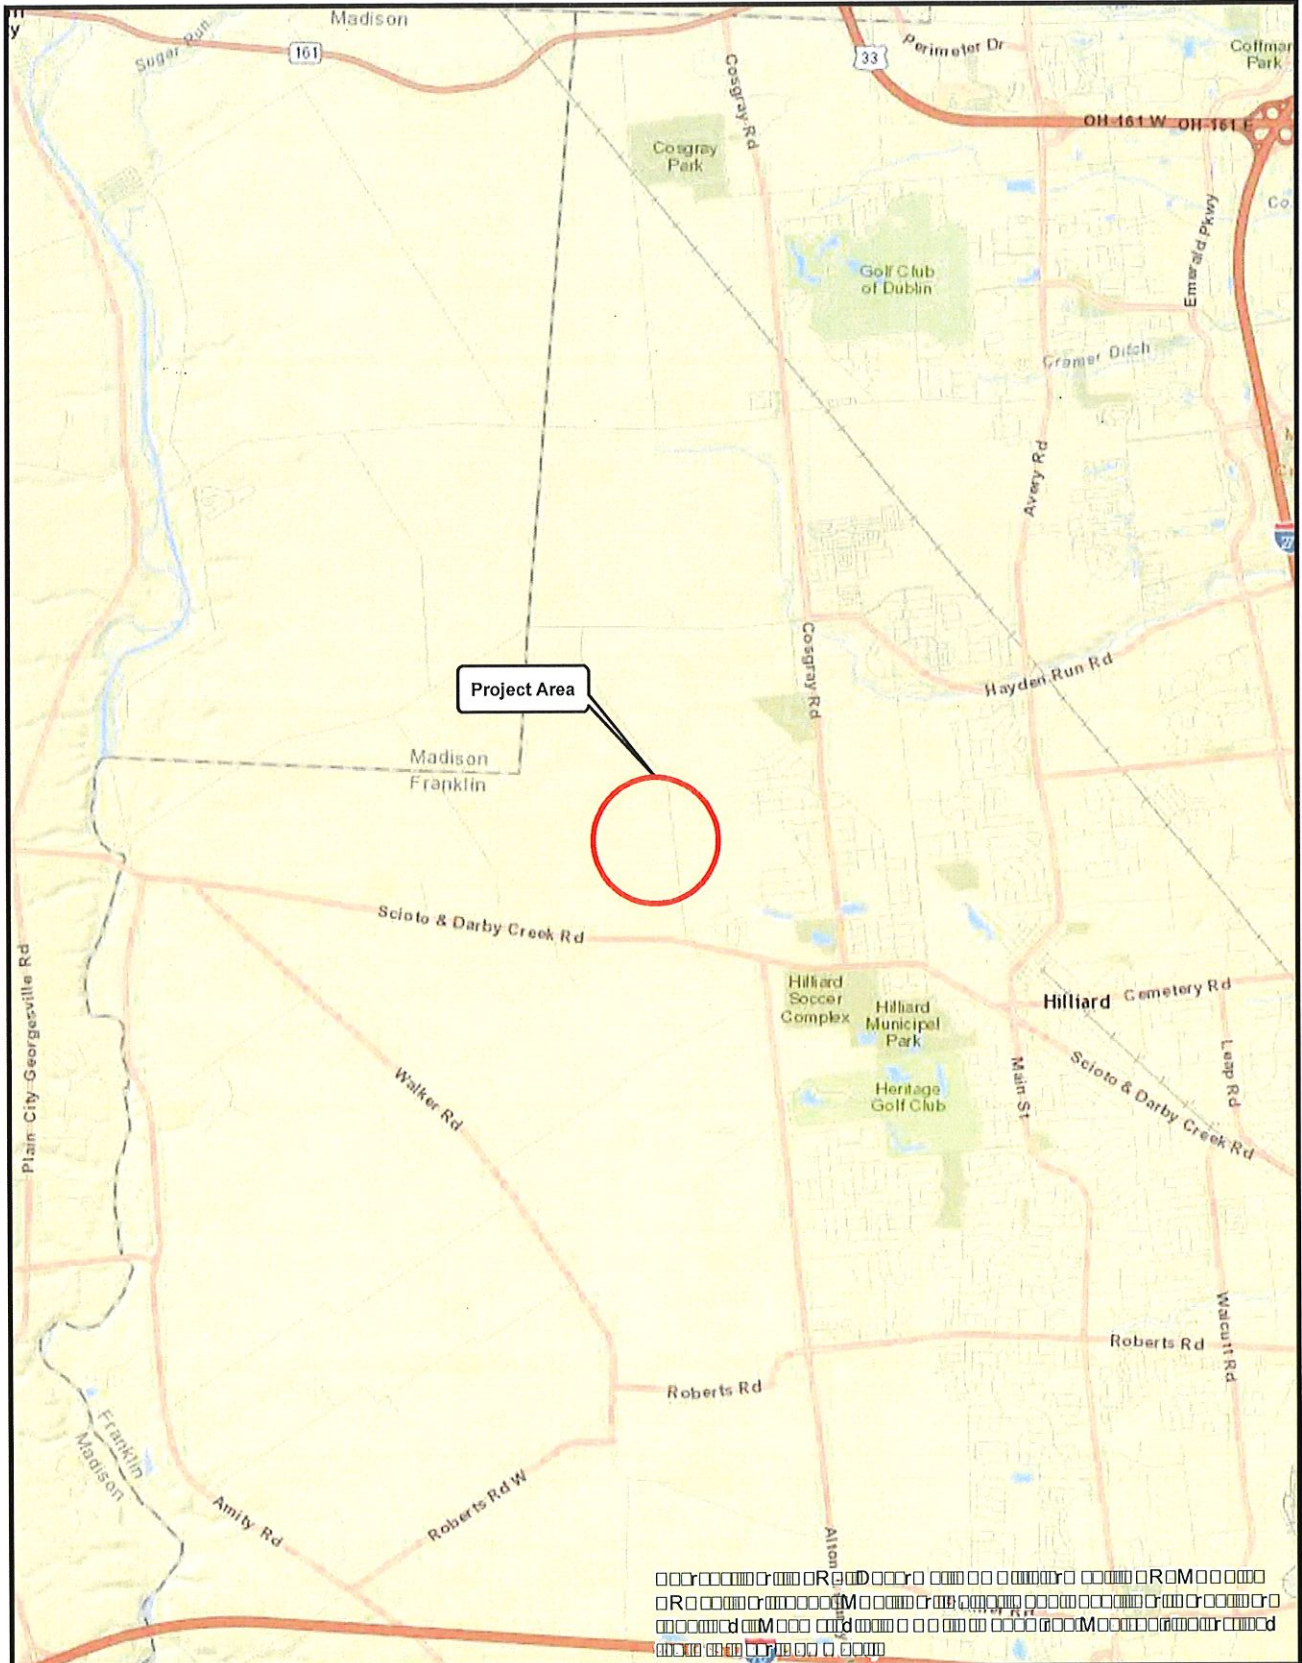 Madison
Sugar Run
161
33
Perimeter Dr
Coffman
Park
Cosgray Rd
OH-161 W
OH-161 E
Cosgray
Park
Emerald Pkwy
Golf Club
of Dublin
Cramer Ditch
Avery Rd
Cosgray Rd
Hayden Run Rd
Project Area
Madison
Franklin
Scioto & Darby Creek Rd
Plain City Georgesville Rd
Hilliard
Soccer
Complex
Hilliard
Municipal
Park
Hilliard
Cemetery Rd
Heritage
Golf Club
Main St
Leap Rd
Scioto & Darby Creek Rd
Walker Rd
Roberts Rd
Walcutt Rd
Roberts Rd
Franklin
Madison
Amity Rd
Roberts Rd W
Alton